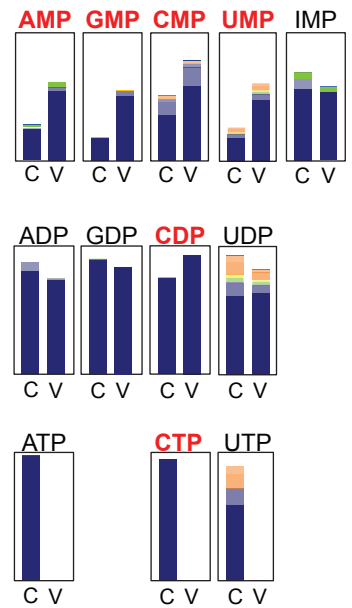 AMP GMP CMP UMP IMP
C V C V C V C V C V
ADP GDP CDP UDP
C V C V C V C V
ATP CTP UTP
C V C V C V